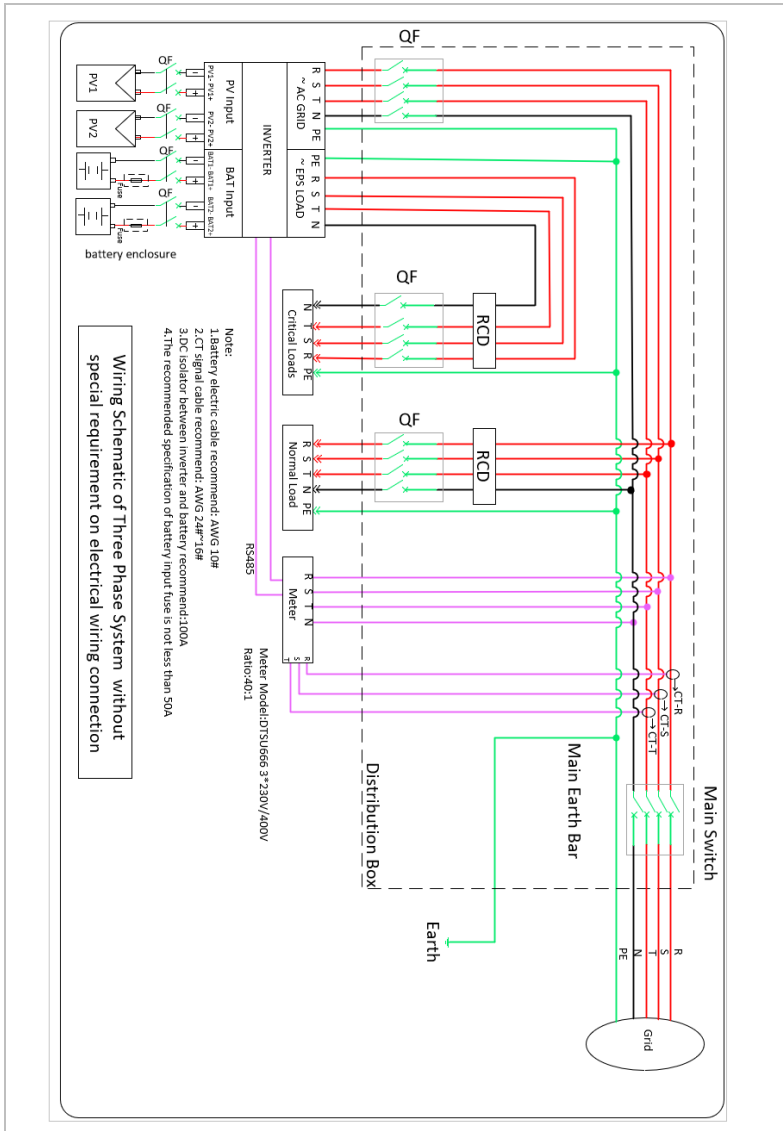 QF
PV1
QF
PV1- PV1+
- +
PV2
QF
PV2- PV2+
- +
PV Input
QF
BAT1- BAT1+
- +
Fuse
QF
BAT2- BAT2+
- +
Fuse
BAT Input
battery enclosure
INVERTER
R S T N PE
~ AC GRID
PE R S T N
~ EPS LOAD
QF
RCD
N T S R PE
Critical Loads
QF
RCD
R S T N PE
Normal Load
RS485
R S T N
Meter
R S T
Meter Model:DTSU666 3*230V/400V
Ratio:40:1
CT-R
CT-S
CT-T
Main Switch
Main Earth Bar
Distribution Box
Earth
R
S
T
N
PE
Grid
Note:
1.Battery electric cable recommend: AWG 10#
2.CT signal cable recommend: AWG 24#~16#
3.DC isolator between inverter and battery recommend:100A
4.The recommended specification of battery input fuse is not less than 50A
Wiring Schematic of Three Phase System without
special requirement on electrical wiring connection